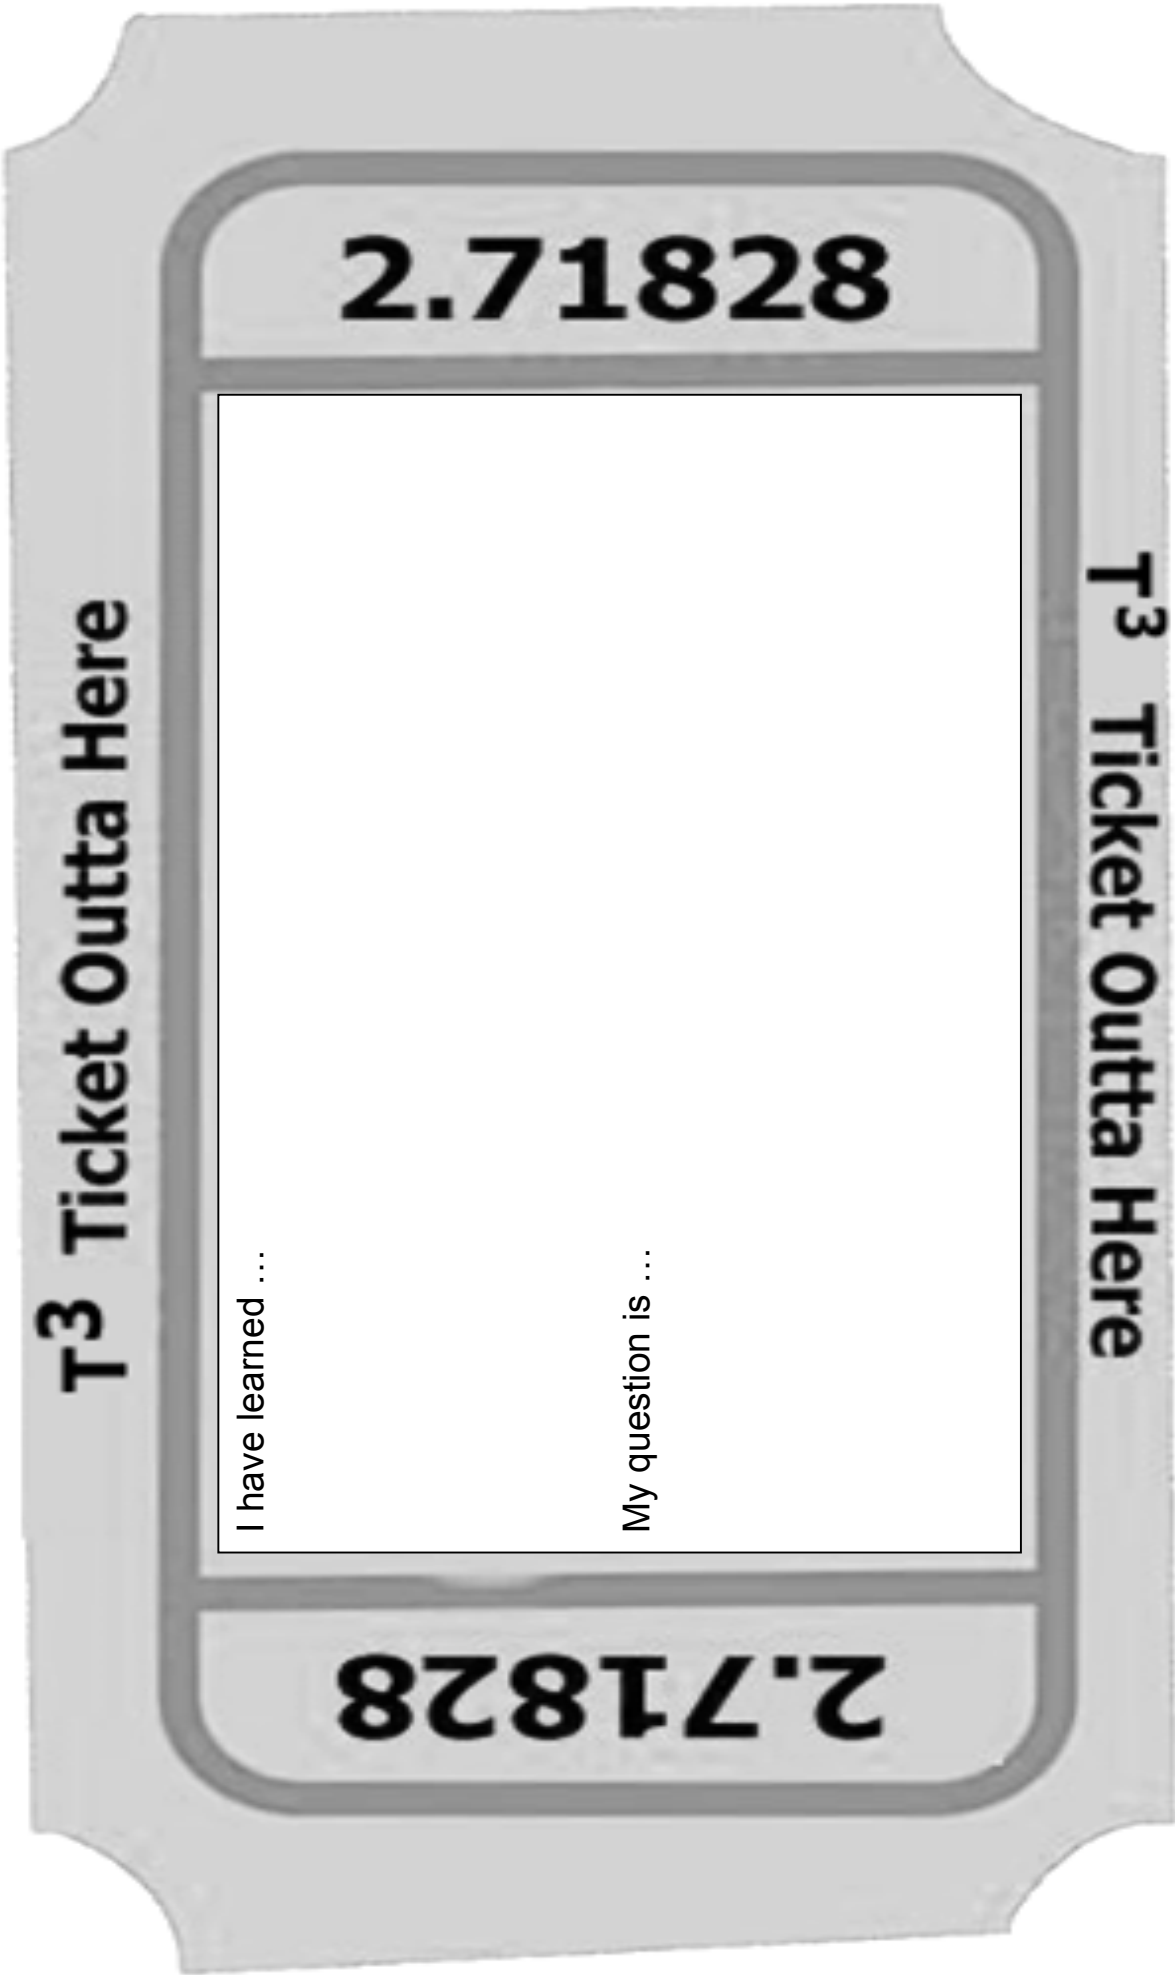 2.71828
T³ Ticket Outta Here
I have learned …
My question is …
T³ Ticket Outta Here
2.71828